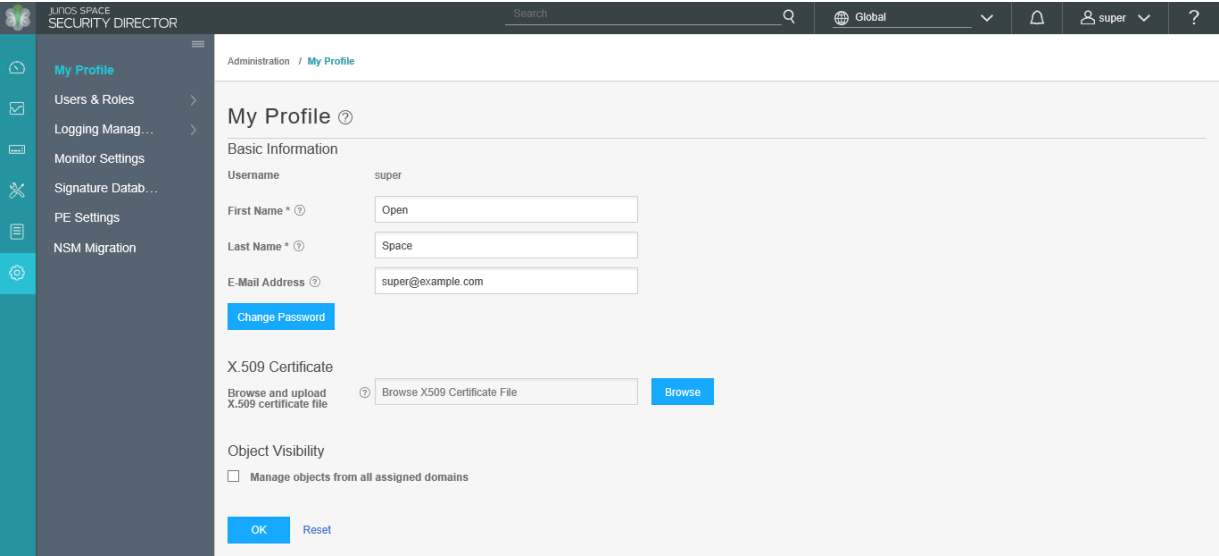 JUNOS SPACE
SECURITY DIRECTOR
Search
Global
super
?
My Profile
Users & Roles
Logging Manag...
Monitor Settings
Signature Datab...
PE Settings
NSM Migration
Administration / My Profile
My Profile ?
Basic Information
Username super
First Name * ? Open
Last Name * ? Space
E-Mail Address ? super@example.com
Change Password
X.509 Certificate
Browse and upload
X.509 certificate file ? Browse X509 Certificate File Browse
Object Visibility
Manage objects from all assigned domains
OK Reset